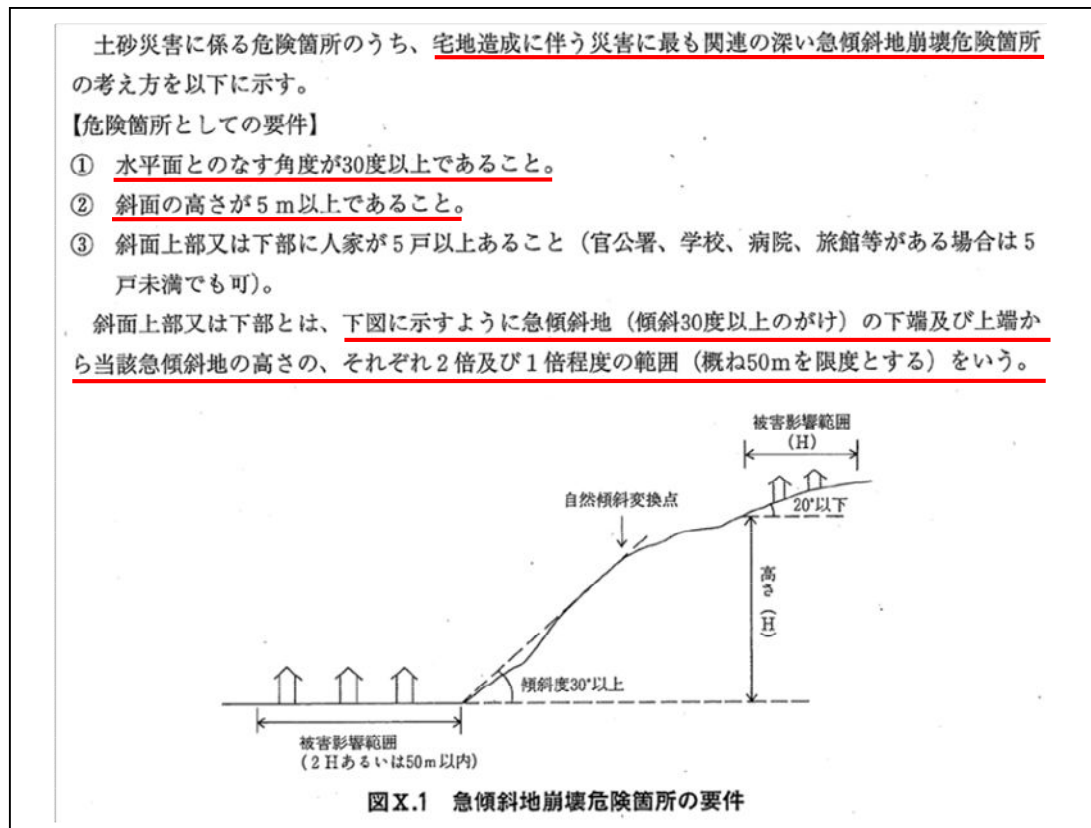 土砂災害に係る危険箇所のうち、宅地造成に伴う災害に最も関連の深い急傾斜地崩壊危険箇所
の考え方を以下に示す。
【危険箇所としての要件】
① 水平面とのなす角度が30度以上であること。
② 斜面の高さが5m以上であること。
③ 斜面上部又は下部に人家が5戸以上あること（官公署、学校、病院、旅館等がある場合は5
戸未満でも可）。
斜面上部又は下部とは、下図に示すように急傾斜地（傾斜30度以上のがけ）の下端及び上端か
ら当該急傾斜地の高さの、それぞれ2倍及び1倍程度の範囲（概ね50mを限度とする）をいう。
被害影響範囲
(H)
自然傾斜変換点
20°以下
高さ(H)
傾斜度30°以上
被害影響範囲
(2Hあるいは50m以内)
図X.1 急傾斜地崩壊危険箇所の要件